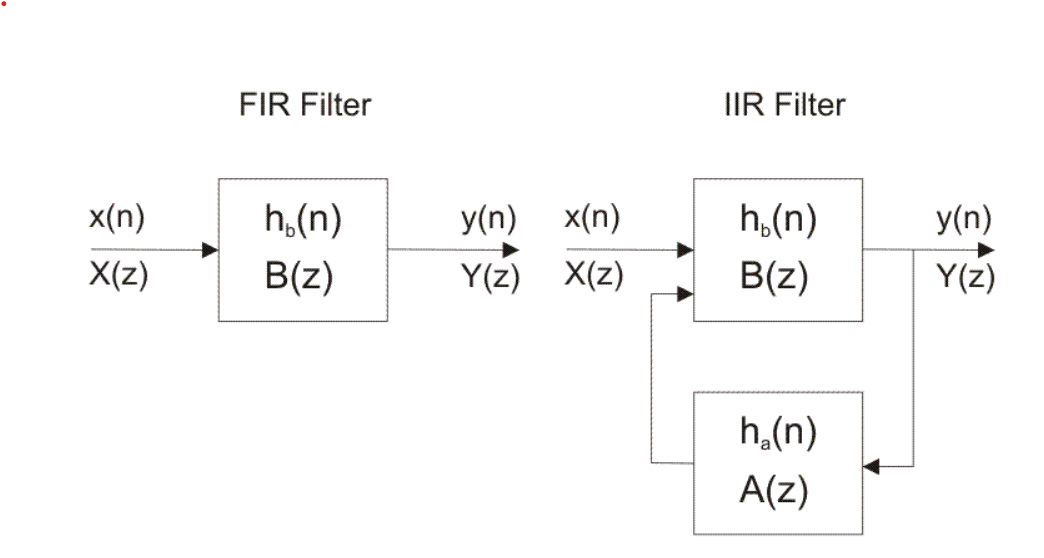 FIR Filter
x(n)
X(z)
h_b(n)
B(z)
y(n)
Y(z)
IIR Filter
x(n)
X(z)
h_b(n)
B(z)
y(n)
Y(z)
h_a(n)
A(z)